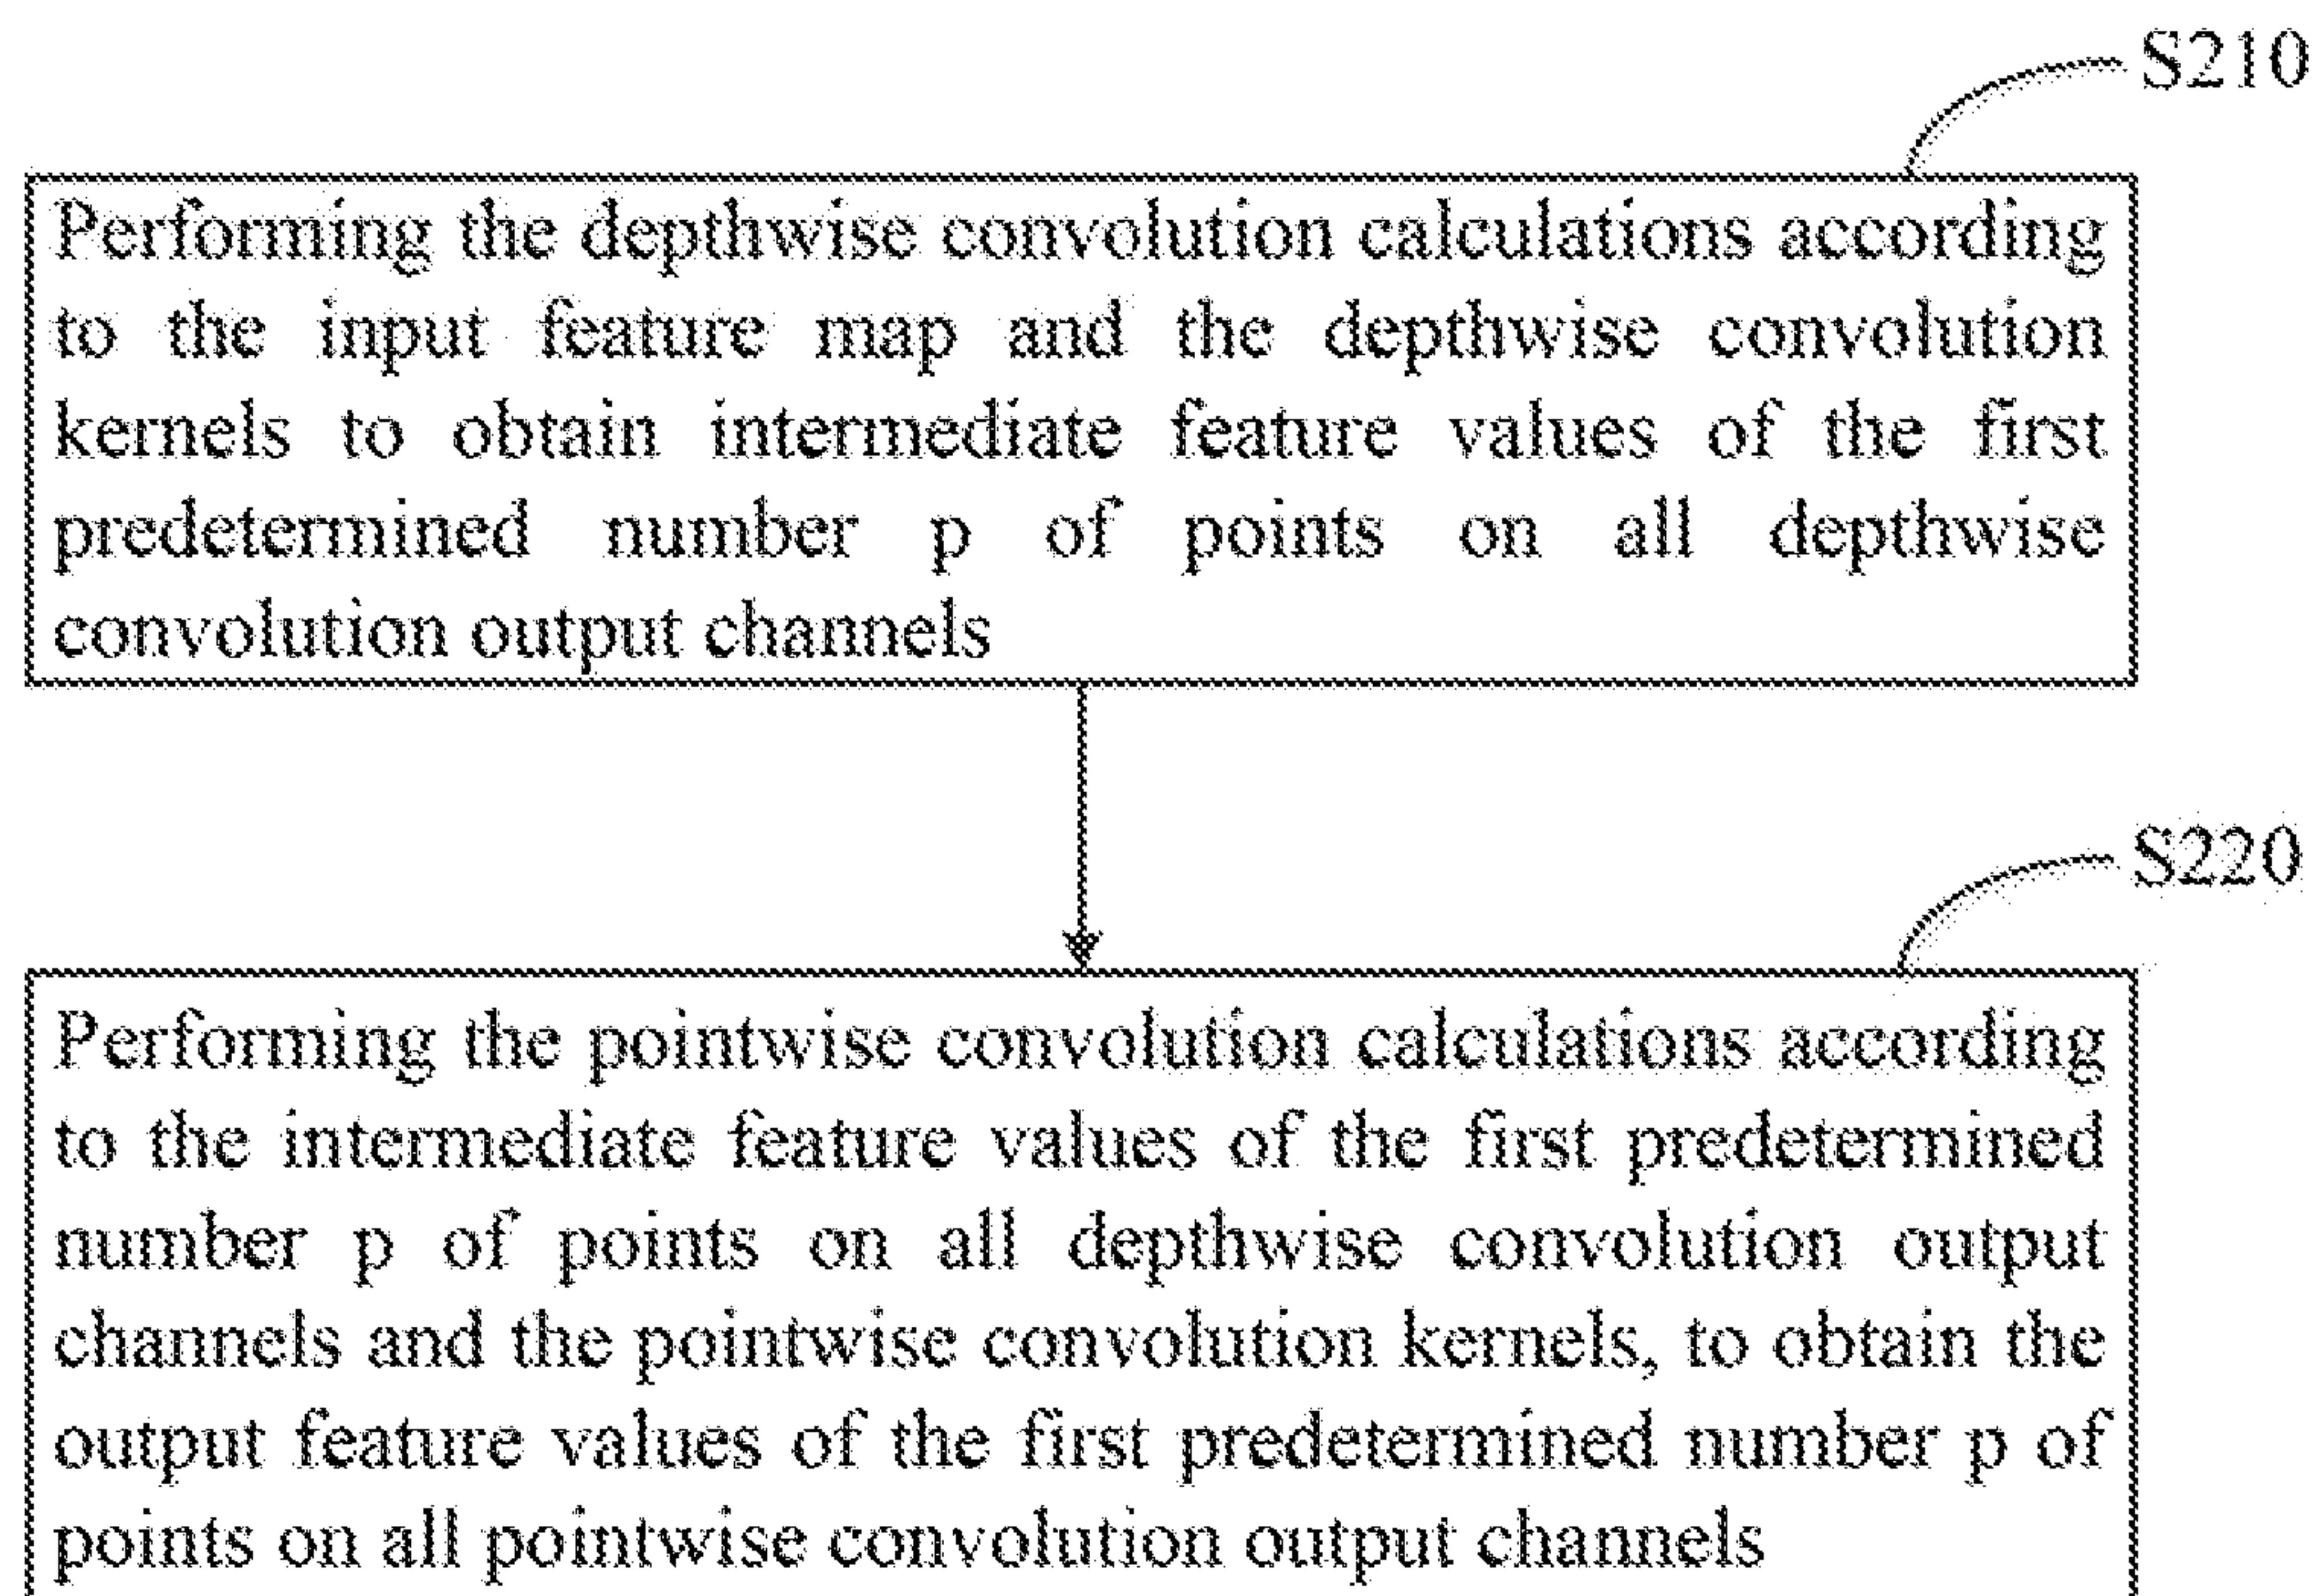 S210
Performing the depthwise convolution calculations according
to the input feature map and the depthwise convolution
kernels to obtain intermediate feature values of the first
predetermined number p of points on all depthwise
convolution output channels
S220
Performing the pointwise convolution calculations according
to the intermediate feature values of the first predetermined
number p of points on all depthwise convolution output
channels and the pointwise convolution kernels, to obtain the
output feature values of the first predetermined number p of
points on all pointwise convolution output channels